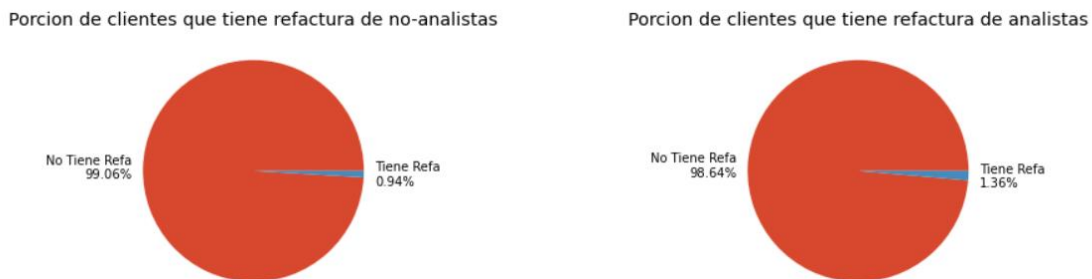 Porcion de clientes que tiene refactura de no-analistas
No Tiene Refa
99.06%
Tiene Refa
0.94%
Porcion de clientes que tiene refactura de analistas
No Tiene Refa
98.64%
Tiene Refa
1.36%